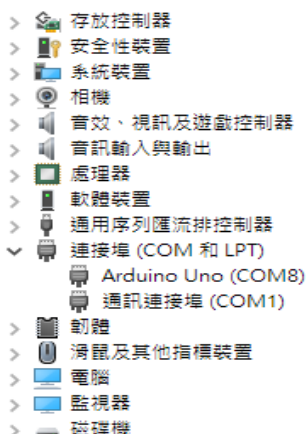 存放控制器
安全性裝置
系統裝置
相機
音效、視訊及遊戲控制器
音訊輸入與輸出
處理器
軟體裝置
通用序列匯流排控制器
連接埠 (COM 和 LPT)
Arduino Uno (COM8)
通訊連接埠 (COM1)
韌體
滑鼠及其他指標裝置
電腦
監視器
磁碟機